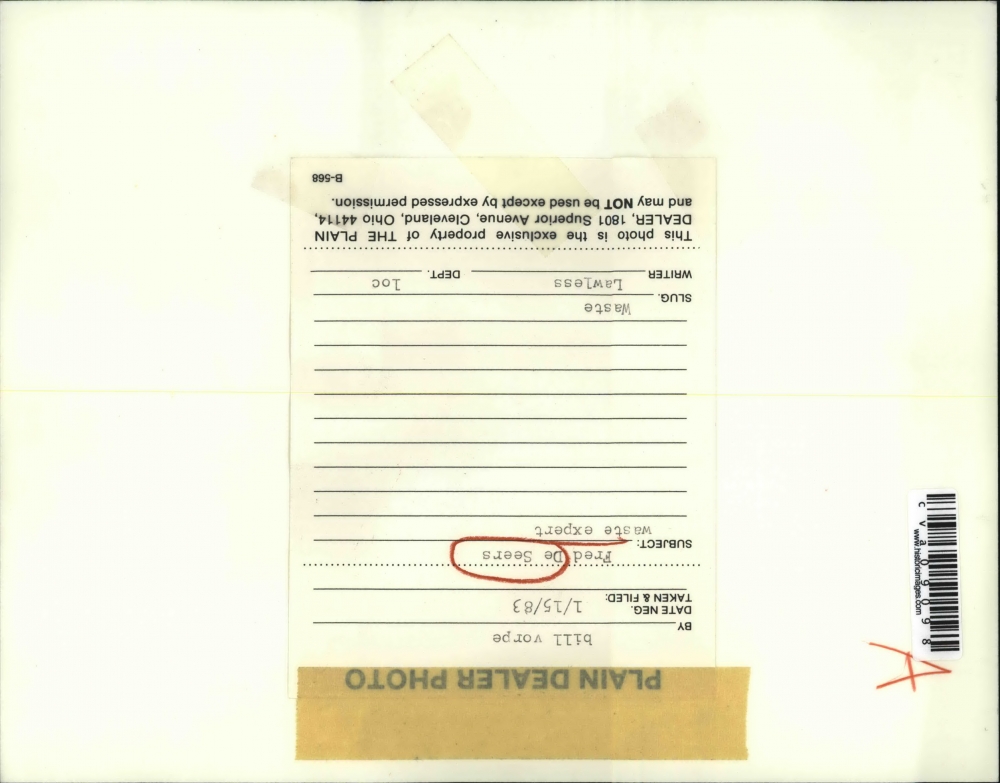 PLAIN DEALER PHOTO
BY bill vorpe
DATE NEG. TAKEN & FILED: 1/15/83
Fred De Seers
SUBJECT:
waste expert
Waste
SLUG.
WRITER Lawless DEPT. loc
This photo is the exclusive property of THE PLAIN
DEALER, 1801 Superior Avenue, Cleveland, Ohio 44114,
and may NOT be used except by expressed permission.
B-568
cva09098
www.historicimages.com
A